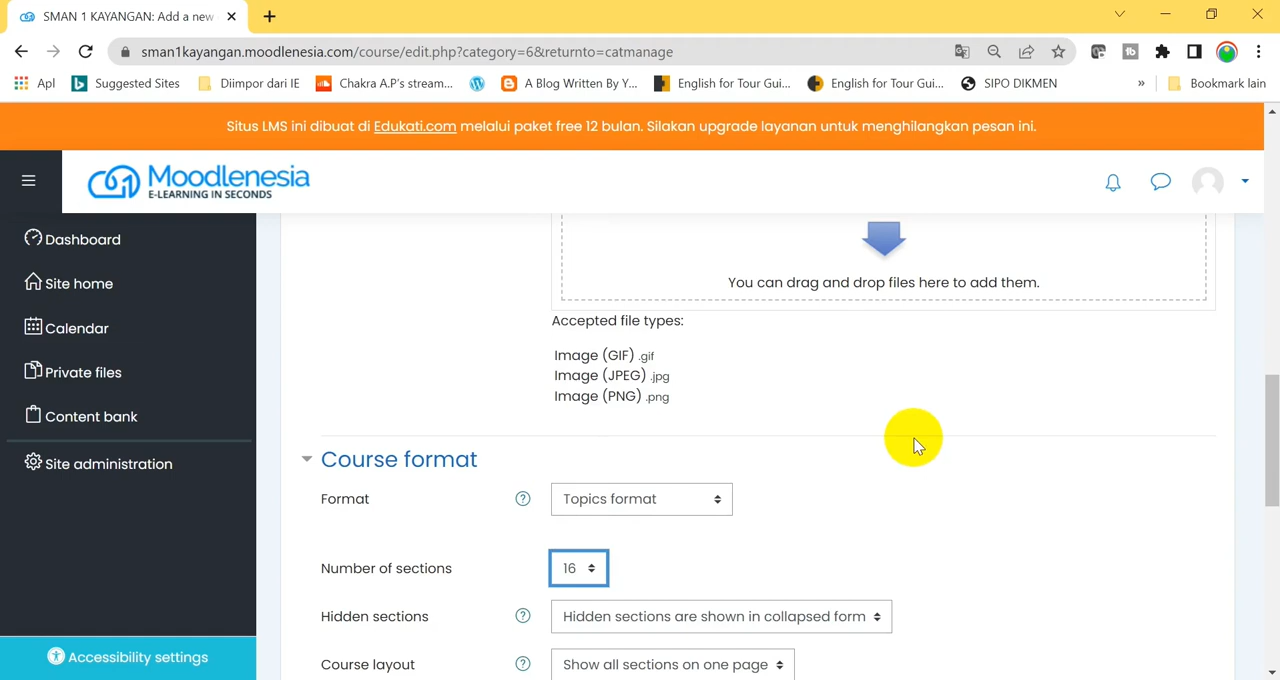 SMAN 1 KAYANGAN: Add a new
sman1kayangan.moodlenesia.com/course/edit.php?category=6&returnto=catmanage
Apl
Suggested Sites
Diimpor dari IE
Chakra A.P's stream...
A Blog Written By Y...
English for Tour Gui...
English for Tour Gui...
SIPO DIKMEN
»
Bookmark lain
Situs LMS ini dibuat di Edukati.com melalui paket free 12 bulan. Silakan upgrade layanan untuk menghilangkan pesan ini.
Moodlenesia
E-LEARNING IN SECONDS
Dashboard
Site home
Calendar
Private files
Content bank
Site administration
Accessibility settings
You can drag and drop files here to add them.
Accepted file types:
Image (GIF) .gif
Image (JPEG) .jpg
Image (PNG) .png
Course format
Format
Topics format
Number of sections
16
Hidden sections
Hidden sections are shown in collapsed form
Course layout
Show all sections on one page